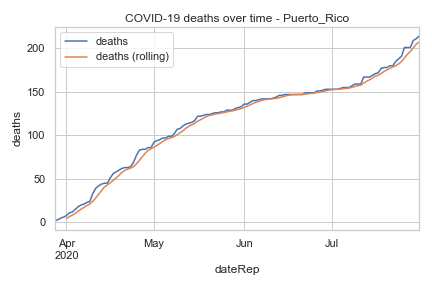 COVID-19 deaths over time - Puerto_Rico
deaths
deaths (rolling)
deaths
200
150
100
50
0
Apr
2020
May
Jun
Jul
dateRep